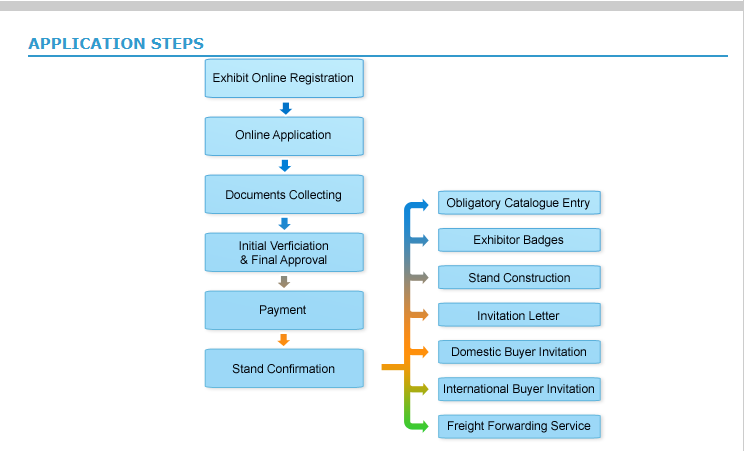 APPLICATION STEPS
Exhibit Online Registration
Online Application
Documents Collecting
Initial Verficiation
& Final Approval
Payment
Stand Confirmation
Obligatory Catalogue Entry
Exhibitor Badges
Stand Construction
Invitation Letter
Domestic Buyer Invitation
International Buyer Invitation
Freight Forwarding Service